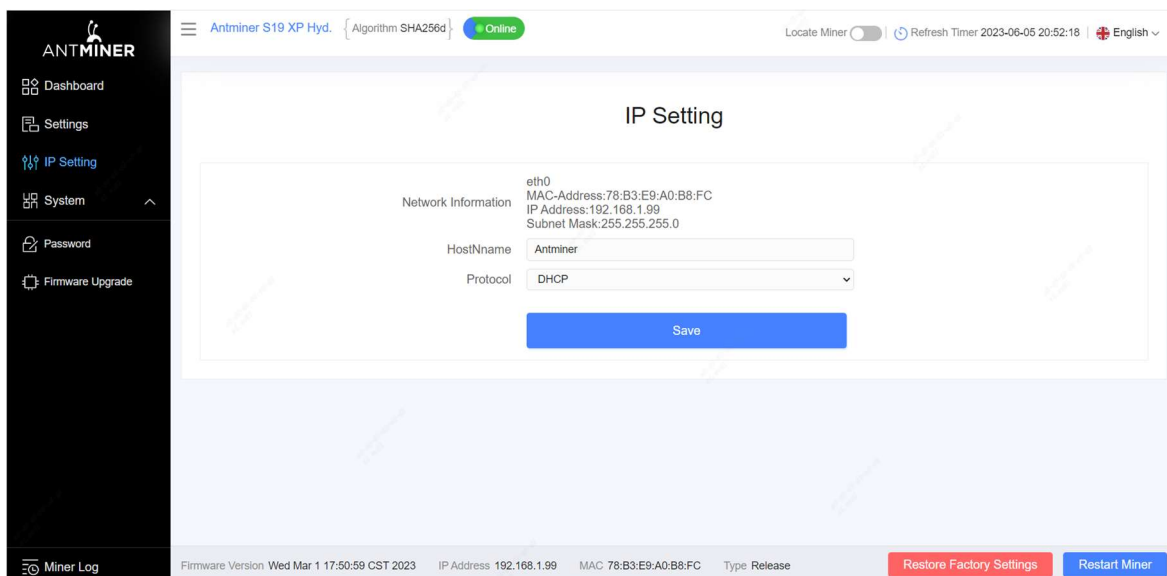 ANTMINER
Antminer S19 XP Hyd. { Algorithm SHA256d } Online
Locate Miner Refresh Timer 2023-06-05 20:52:18 English
Dashboard
Settings
IP Setting
System
Password
Firmware Upgrade
Miner Log
IP Setting
Network Information
eth0
MAC-Address:78:B3:E9:A0:B8:FC
IP Address:192.168.1.99
Subnet Mask:255.255.255.0
HostNname Antminer
Protocol DHCP
Save
Firmware Version Wed Mar 1 17:50:59 CST 2023 IP Address 192.168.1.99 MAC 78:B3:E9:A0:B8:FC Type Release
Restore Factory Settings Restart Miner